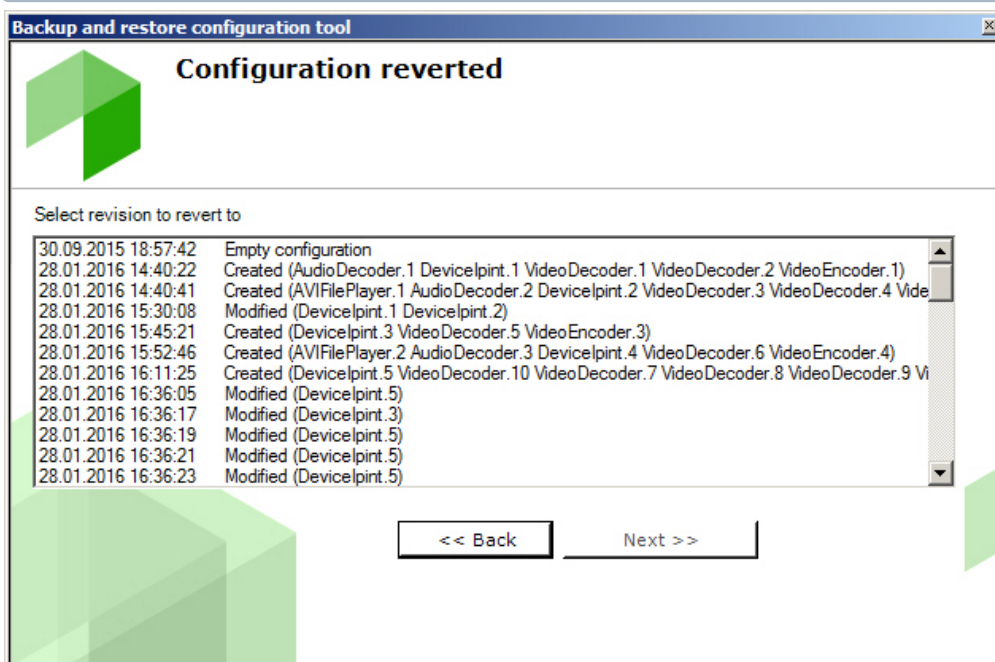 Backup and restore configuration tool
Configuration reverted
Select revision to revert to
30.09.2015 18:57:42 Empty configuration
28.01.2016 14:40:22 Created (AudioDecoder.1 DeviceIpint.1 VideoDecoder.1 VideoDecoder.2 VideoEncoder.1)
28.01.2016 14:40:41 Created (AVIFilePlayer.1 AudioDecoder.2 DeviceIpint.2 VideoDecoder.3 VideoDecoder.4 Vide
28.01.2016 15:30:08 Modified (DeviceIpint.1 DeviceIpint.2)
28.01.2016 15:45:21 Created (DeviceIpint.3 VideoDecoder.5 VideoEncoder.3)
28.01.2016 15:52:46 Created (AVIFilePlayer.2 AudioDecoder.3 DeviceIpint.4 VideoDecoder.6 VideoEncoder.4)
28.01.2016 16:11:25 Created (DeviceIpint.5 VideoDecoder.10 VideoDecoder.7 VideoDecoder.8 VideoDecoder.9 Vi
28.01.2016 16:36:05 Modified (DeviceIpint.5)
28.01.2016 16:36:17 Modified (DeviceIpint.3)
28.01.2016 16:36:19 Modified (DeviceIpint.5)
28.01.2016 16:36:21 Modified (DeviceIpint.5)
28.01.2016 16:36:23 Modified (DeviceIpint.5)
<< Back Next >>